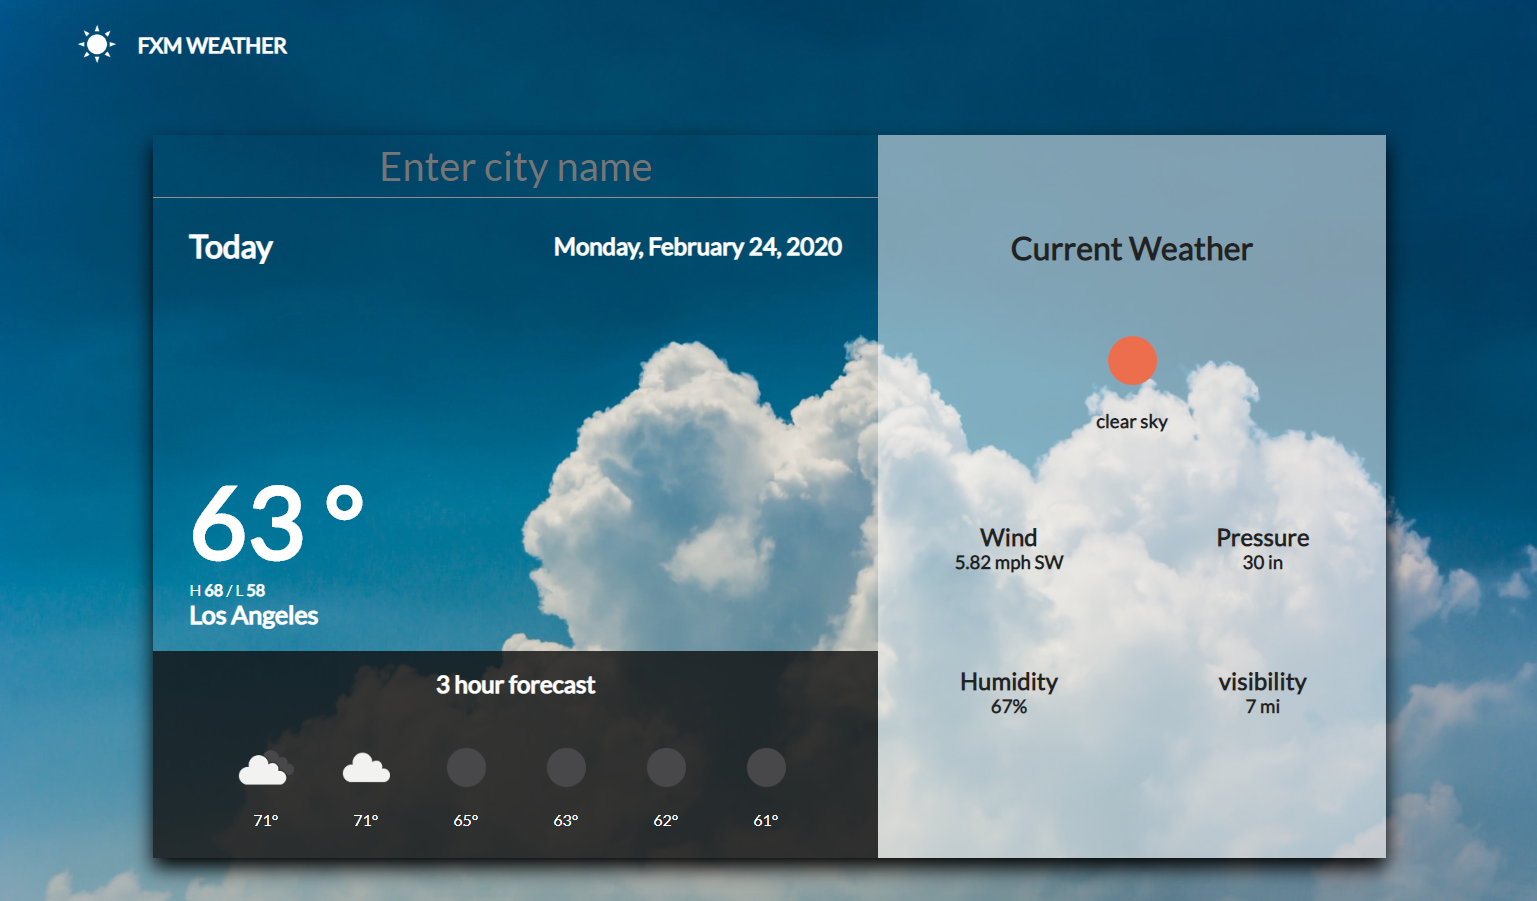 FXM WEATHER
Enter city name
Today
Monday, February 24, 2020
63 °
H 68 / L 58
Los Angeles
3 hour forecast
71° 71° 65° 63° 62° 61°
Current Weather
clear sky
Wind
5.82 mph SW
Pressure
30 in
Humidity
67%
visibility
7 mi